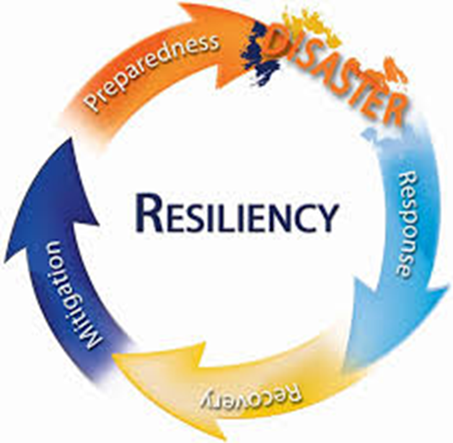 Preparedness
DISASTER
Response
Recovery
Mitigation
RESILIENCY